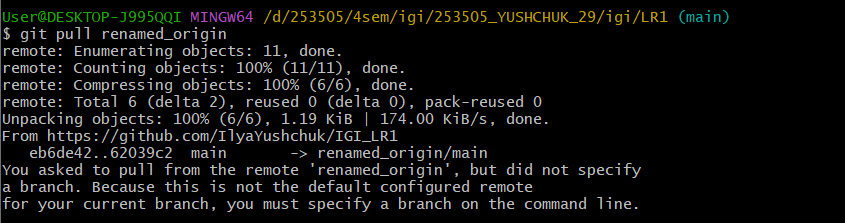 User@DESKTOP-J995QQI MINGW64 /d/253505/4sem/igi/253505_YUSHCHUK_29/igi/LR1 (main)
$ git pull renamed_origin
remote: Enumerating objects: 11, done.
remote: Counting objects: 100% (11/11), done.
remote: Compressing objects: 100% (6/6), done.
remote: Total 6 (delta 2), reused 0 (delta 0), pack-reused 0
Unpacking objects: 100% (6/6), 1.19 KiB | 174.00 KiB/s, done.
From https://github.com/IlyaYushchuk/IGI_LR1
   eb6de42..62039c2  main       -> renamed_origin/main
You asked to pull from the remote 'renamed_origin', but did not specify
a branch. Because this is not the default configured remote
for your current branch, you must specify a branch on the command line.